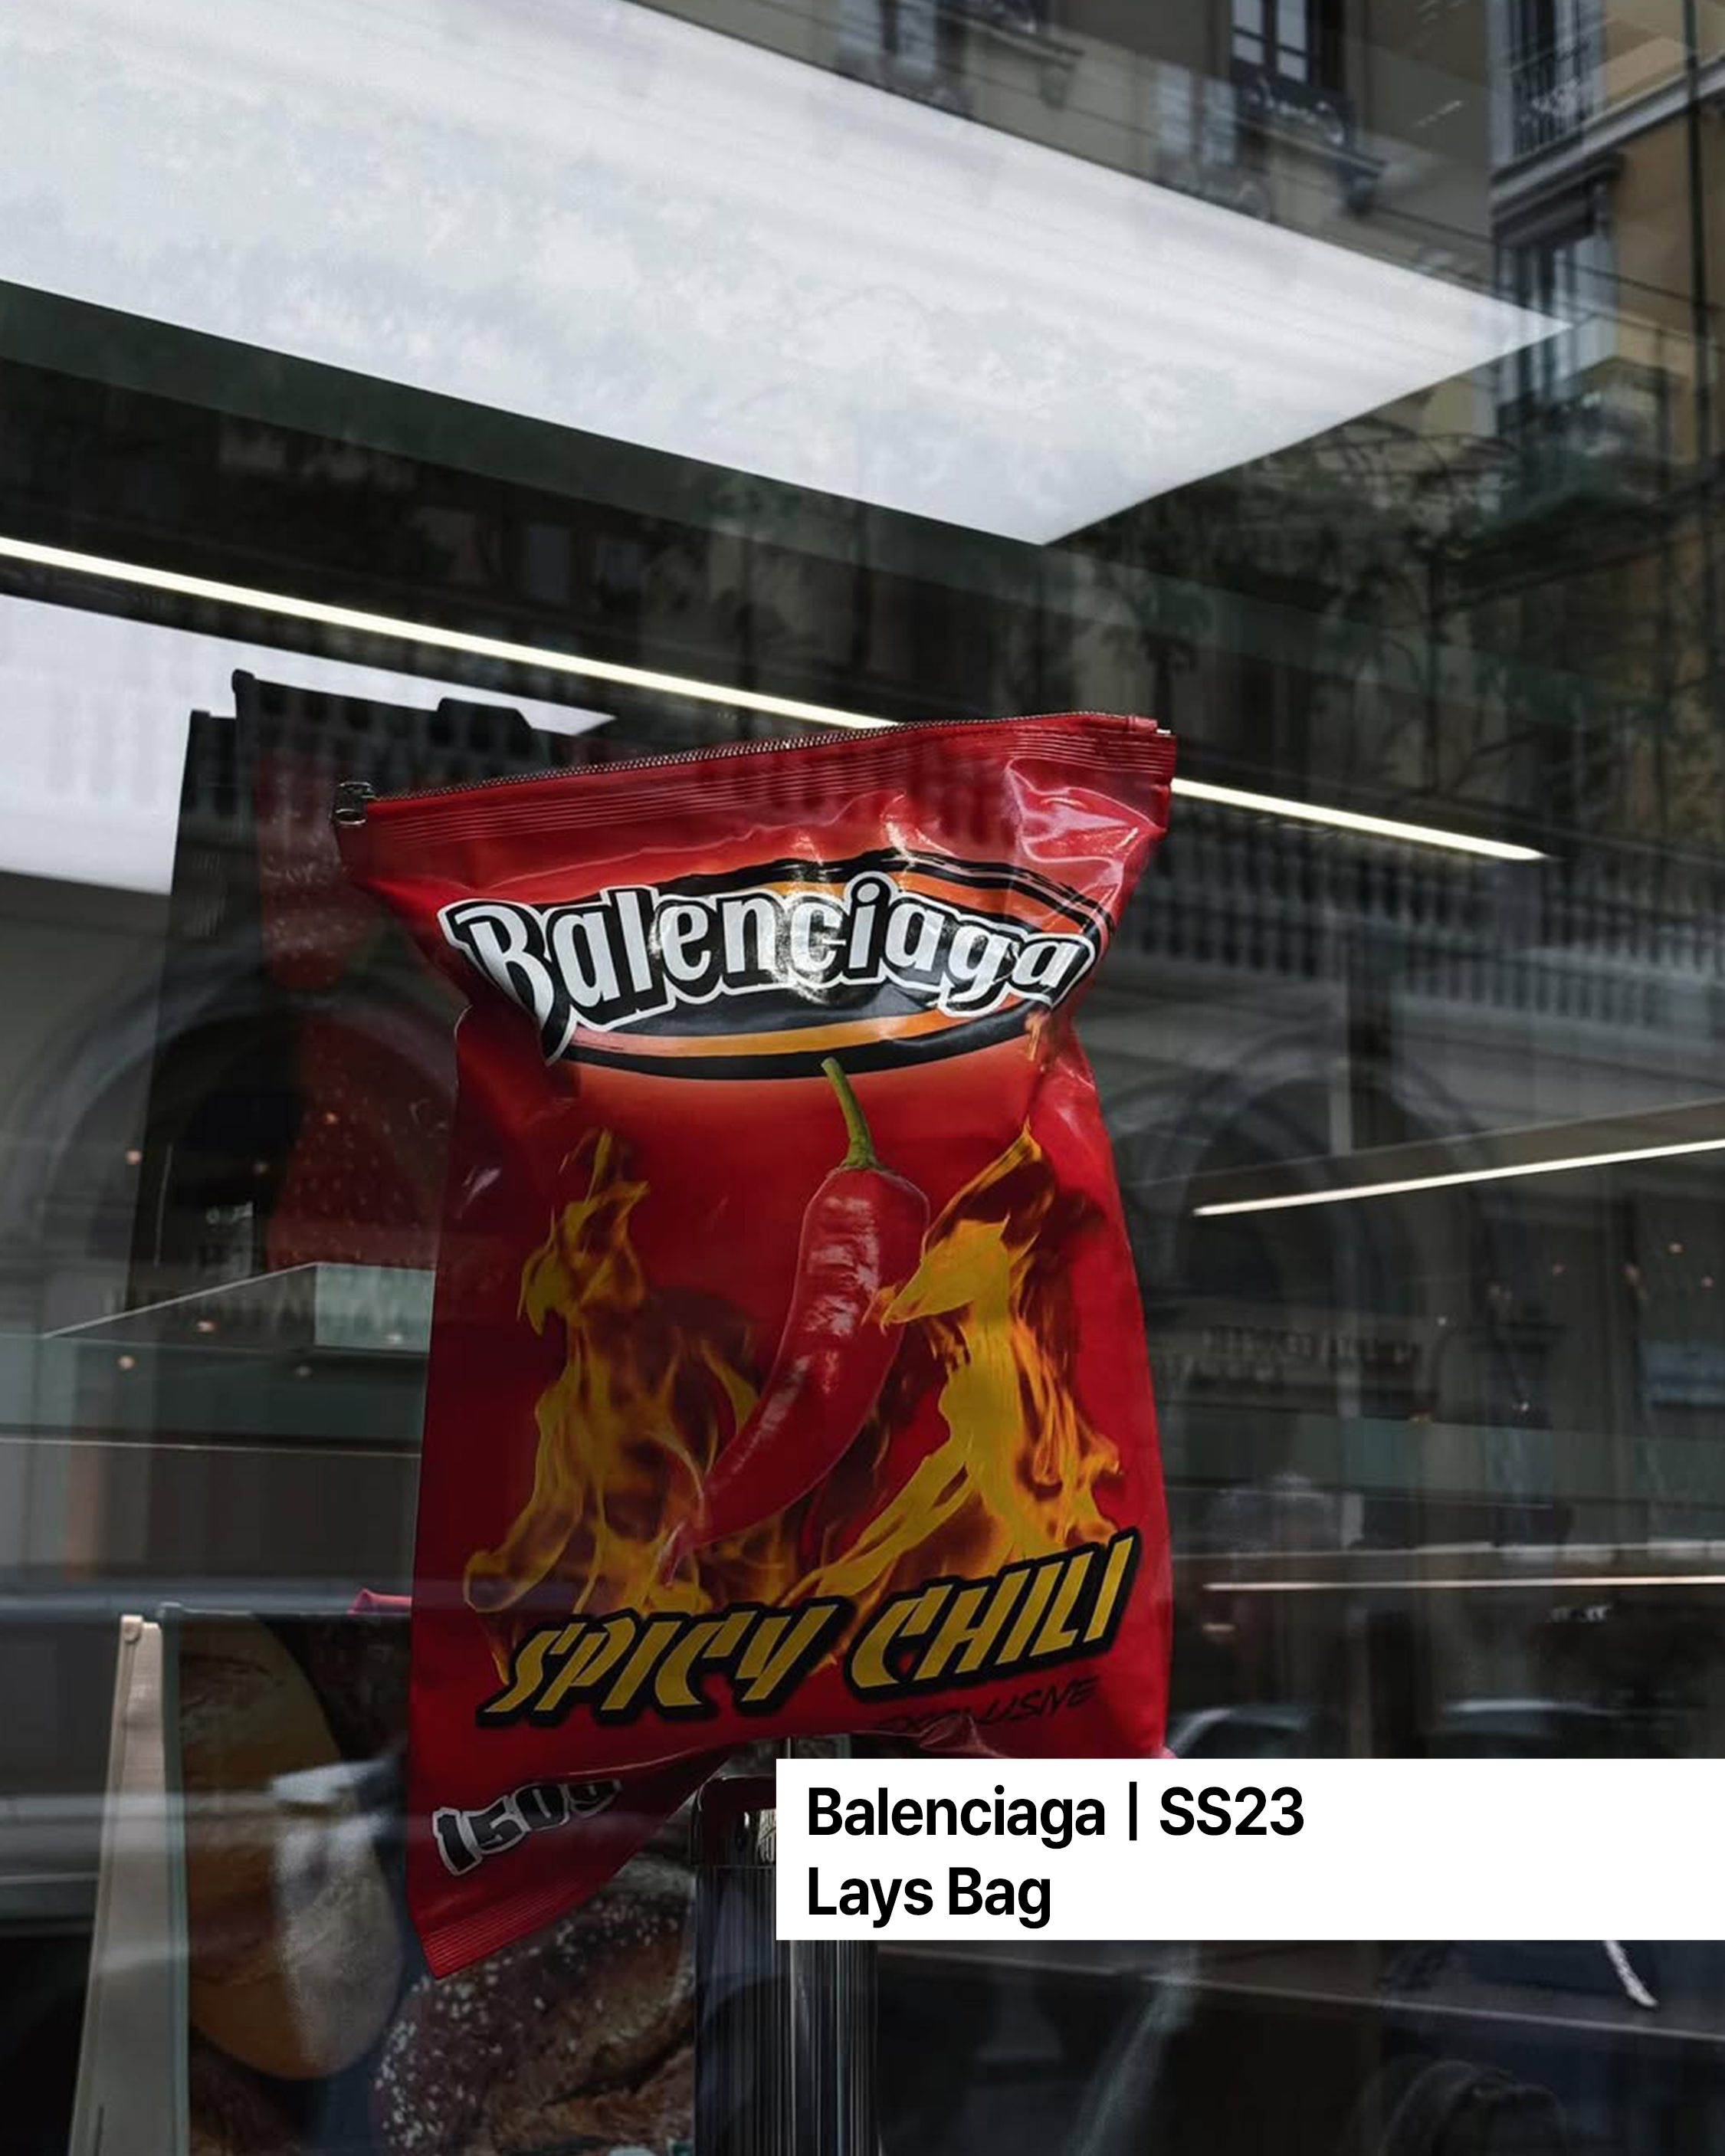 Balenciaga
SPICY CHILI
EXCLUSIVE
150g
Balenciaga | SS23
Lays Bag